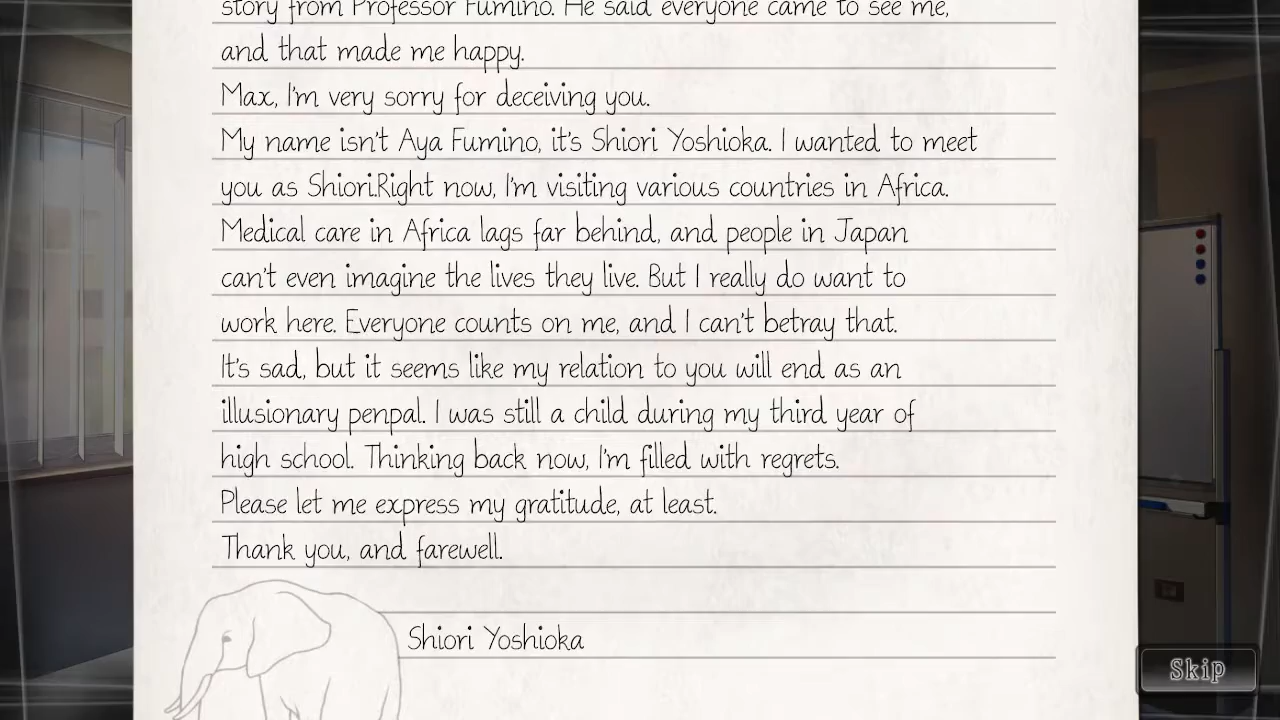 story from Professor Fumino. He said everyone came to see me,
and that made me happy.
Max, I'm very sorry for deceiving you.
My name isn't Aya Fumino, it's Shiori Yoshioka. I wanted to meet
you as Shiori.Right now, I'm visiting various countries in Africa.
Medical care in Africa lags far behind, and people in Japan
can't even imagine the lives they live. But I really do want to
work here. Everyone counts on me, and I can't betray that.
It's sad, but it seems like my relation to you will end as an
illusionary penpal. I was still a child during my third year of
high school. Thinking back now, I'm filled with regrets.
Please let me express my gratitude, at least.
Thank you, and farewell.
Shiori Yoshioka
Skip